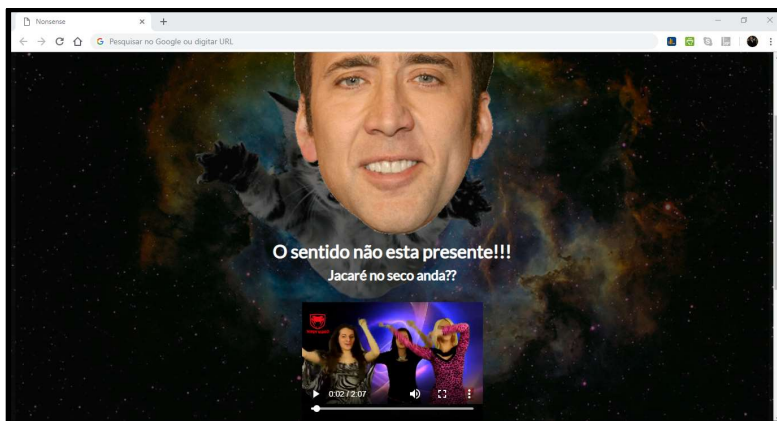 Nonsense
Pesquisar no Google ou digitar URL
O sentido não esta presente!!!
Jacaré no seco anda??
0:02 / 2:07